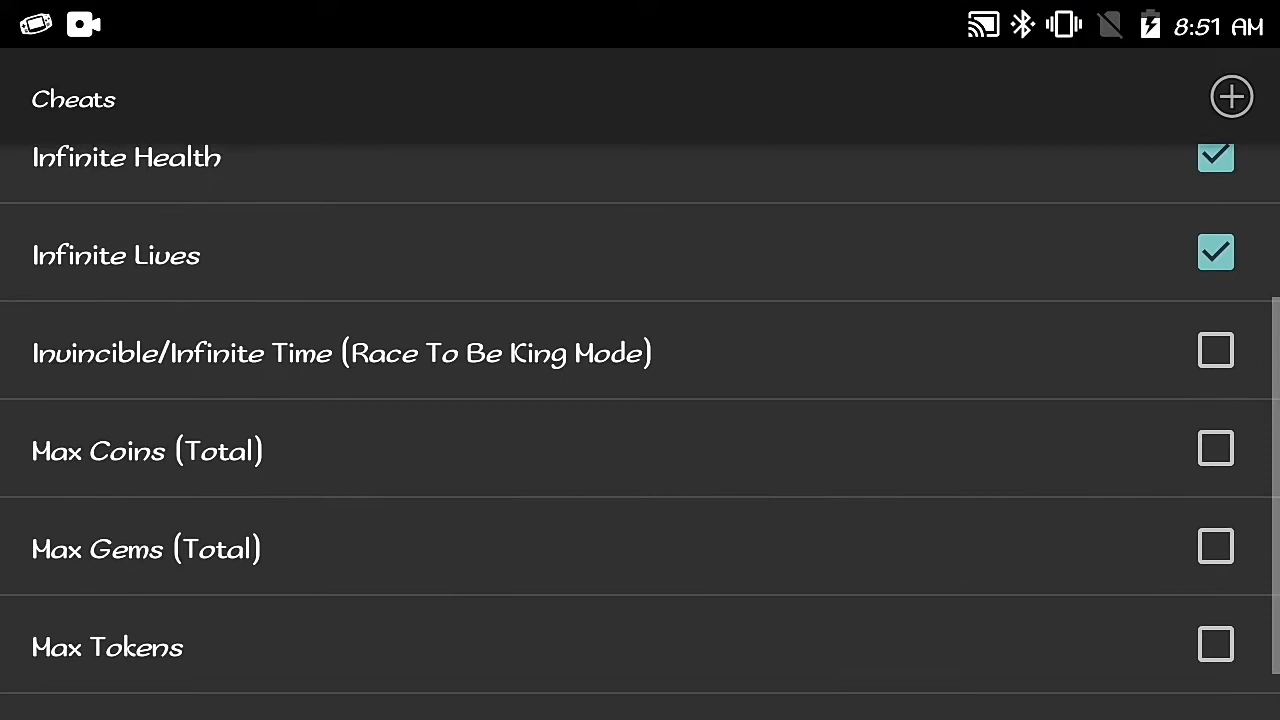 8:51 AM
Cheats
Infinite Health
Infinite Lives
Invincible/Infinite Time (Race To Be King Mode)
Max Coins (Total)
Max Gems (Total)
Max Tokens